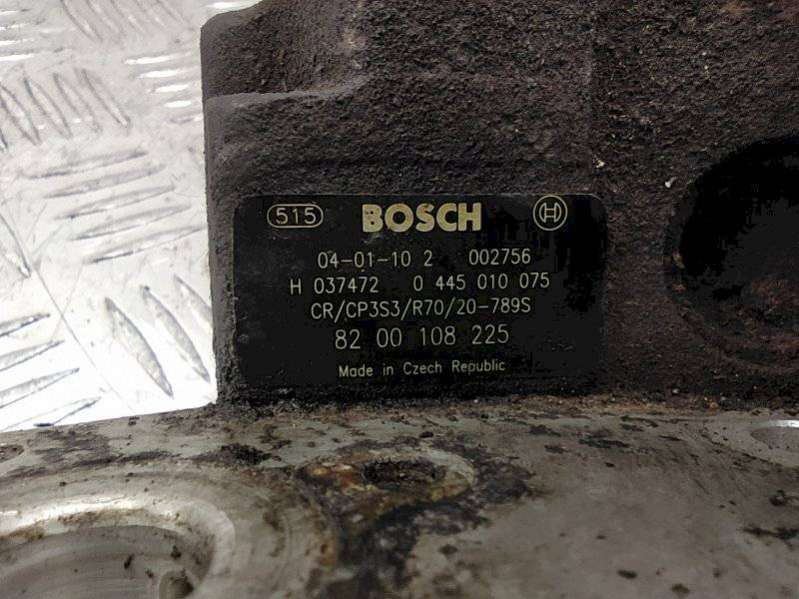 515 BOSCH
04-01-10 2 002756
H 037472 0 445 010 075
CR/CP3S3/R70/20-789S
82 00 108 225
Made in Czech Republic